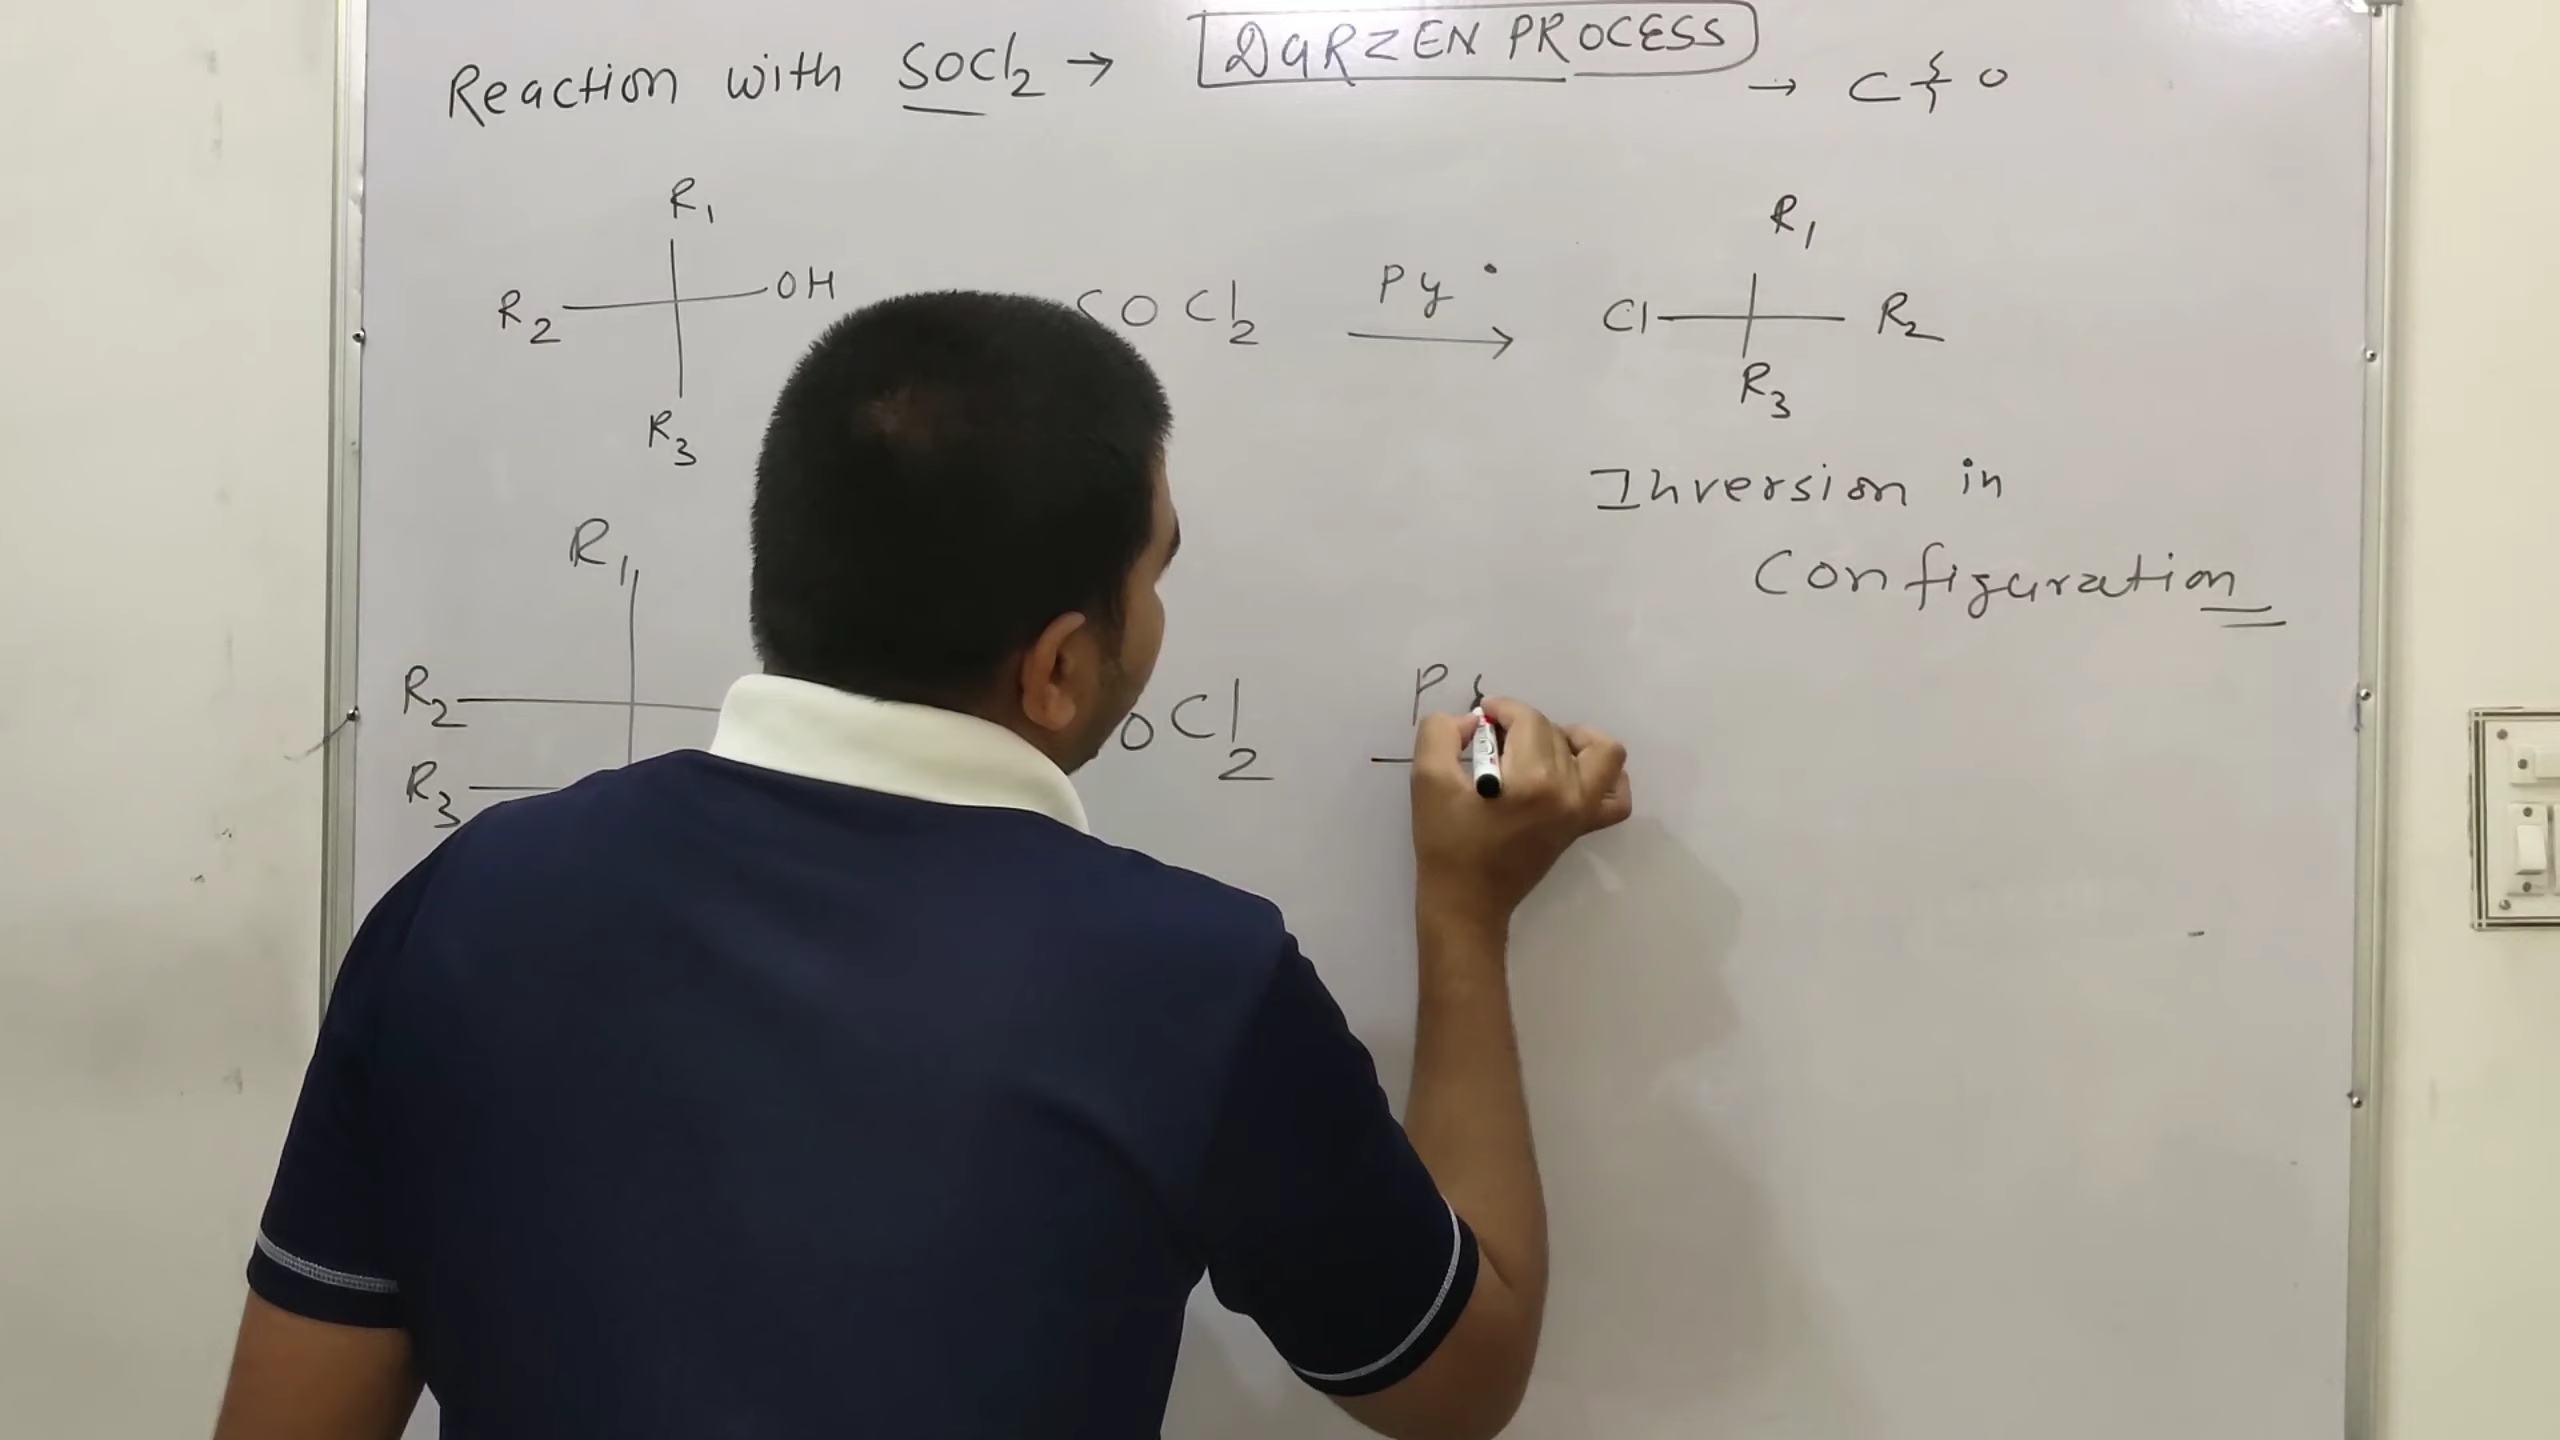 Reaction with SOCl2 → DARZEN PROCESS → C O
R1
R2 OH
R3
SOCl2
Py
R1
Cl R2
R3
Inversion in
Configuration
R1
R2
R3
OCl2
P